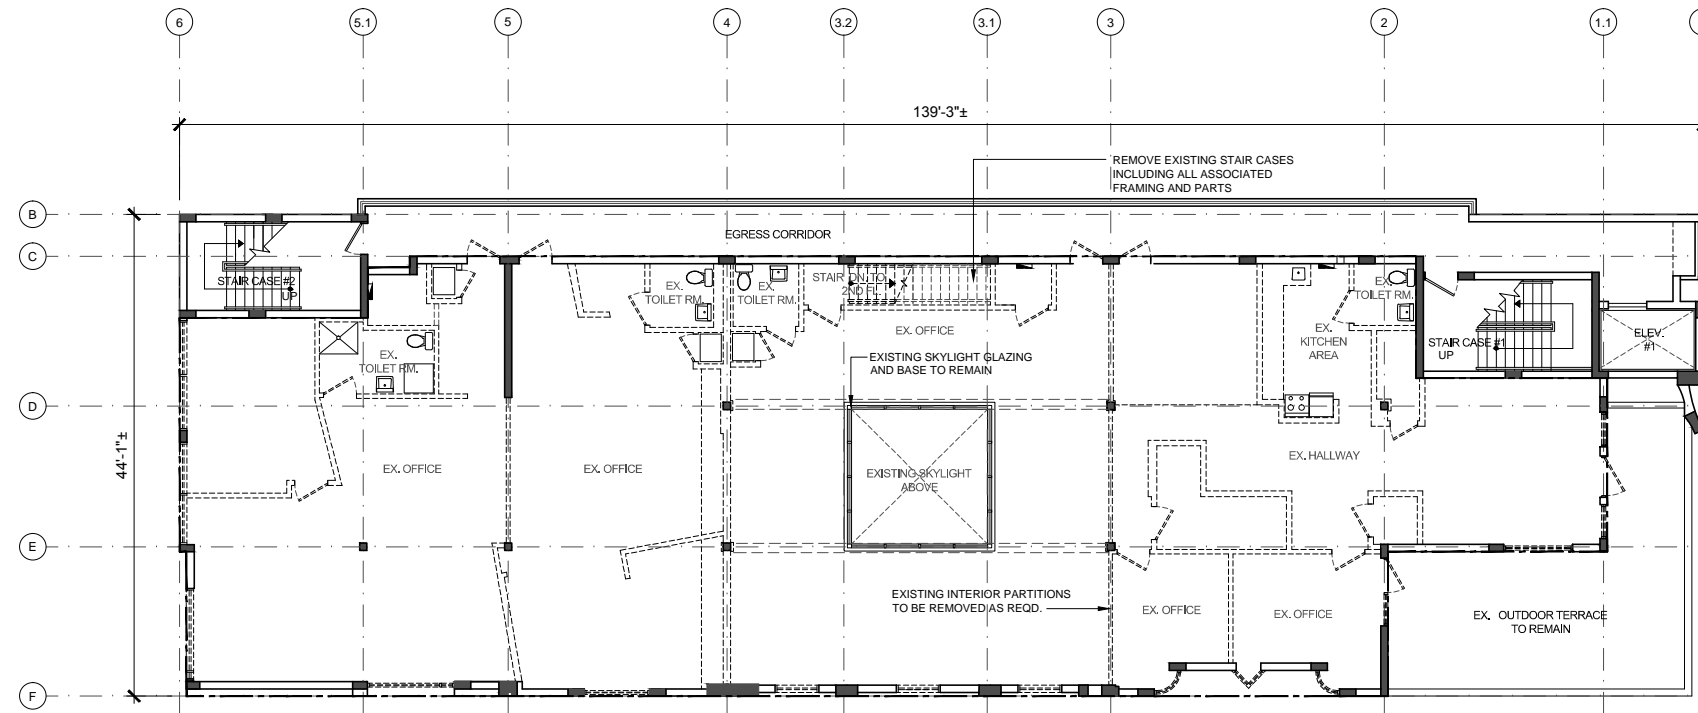 6
5.1
5
4
3.2
3.1
3
2
1.1
139'-3"±
REMOVE EXISTING STAIR CASES
INCLUDING ALL ASSOCIATED
FRAMING AND PARTS
B
EGRESS CORRIDOR
C
STAIR CASE #2
UP
EX.
TOILET RM.
EX.
TOILET RM.
STAIR DN. TO
2ND FL.
EX.
TOILET RM.
EX. OFFICE
EX.
KITCHEN
AREA
STAIR CASE #1
UP
ELEV.
#1
EX.
TOILET RM.
EXISTING SKYLIGHT GLAZING
AND BASE TO REMAIN
D
44'-1"±
EX. OFFICE
EX. OFFICE
EXISTING SKYLIGHT
ABOVE
EX. HALLWAY
E
EXISTING INTERIOR PARTITIONS
TO BE REMOVED AS REQD.
EX. OFFICE
EX. OFFICE
EX. OUTDOOR TERRACE
TO REMAIN
F